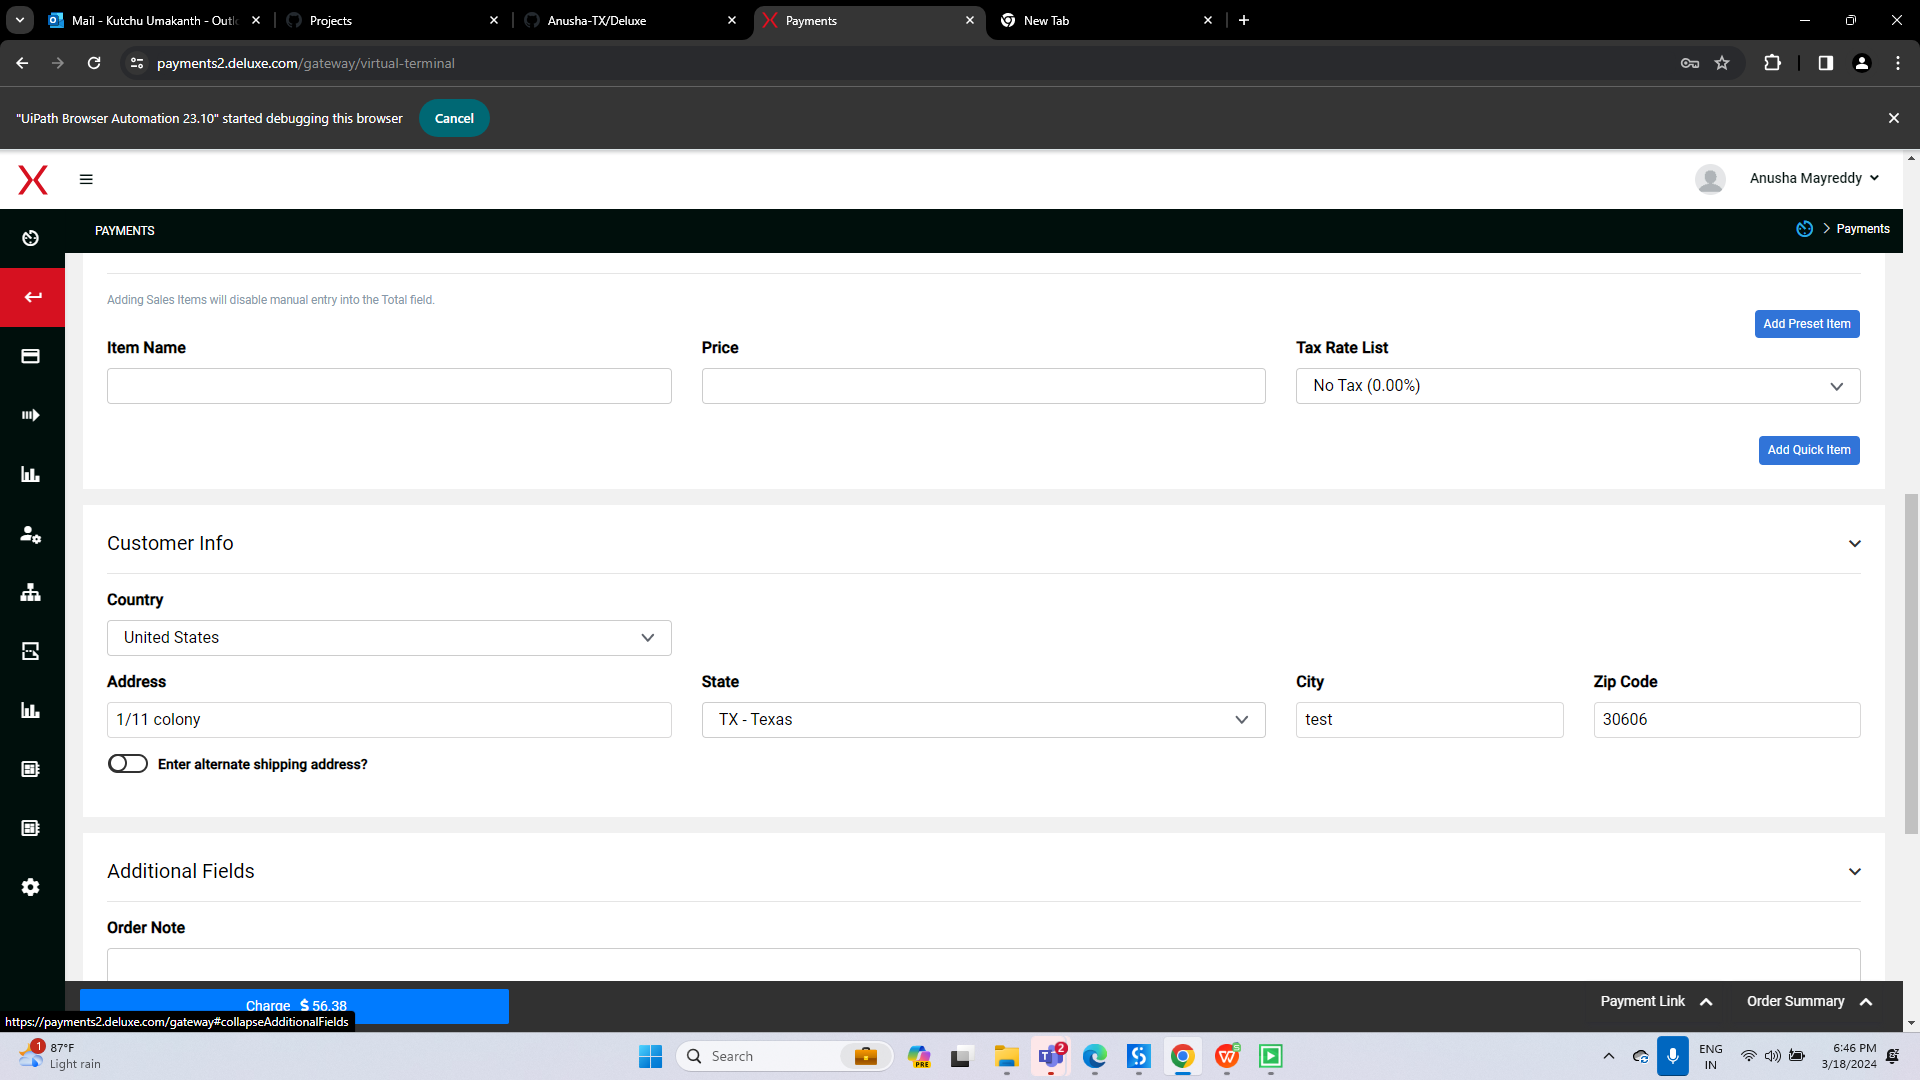 Mail - Kutchu Umakanth - Outl
Projects
Anusha-TX/Deluxe
Payments
New Tab
payments2.deluxe.com/gateway/virtual-terminal
"UiPath Browser Automation 23.10" started debugging this browser
Cancel
Anusha Mayreddy
PAYMENTS
Payments
Adding Sales Items will disable manual entry into the Total field.
Add Preset Item
Item Name
Price
Tax Rate List
No Tax (0.00%)
Add Quick Item
Customer Info
Country
United States
Address
State
City
Zip Code
1/11 colony
TX - Texas
test
30606
Enter alternate shipping address?
Additional Fields
Order Note
Charge $ 56.38
Payment Link
Order Summary
https://payments2.deluxe.com/gateway#collapseAdditionalFields
1
87°F
Light rain
Search
PRE
2
ENG
IN
6:46 PM
3/18/2024